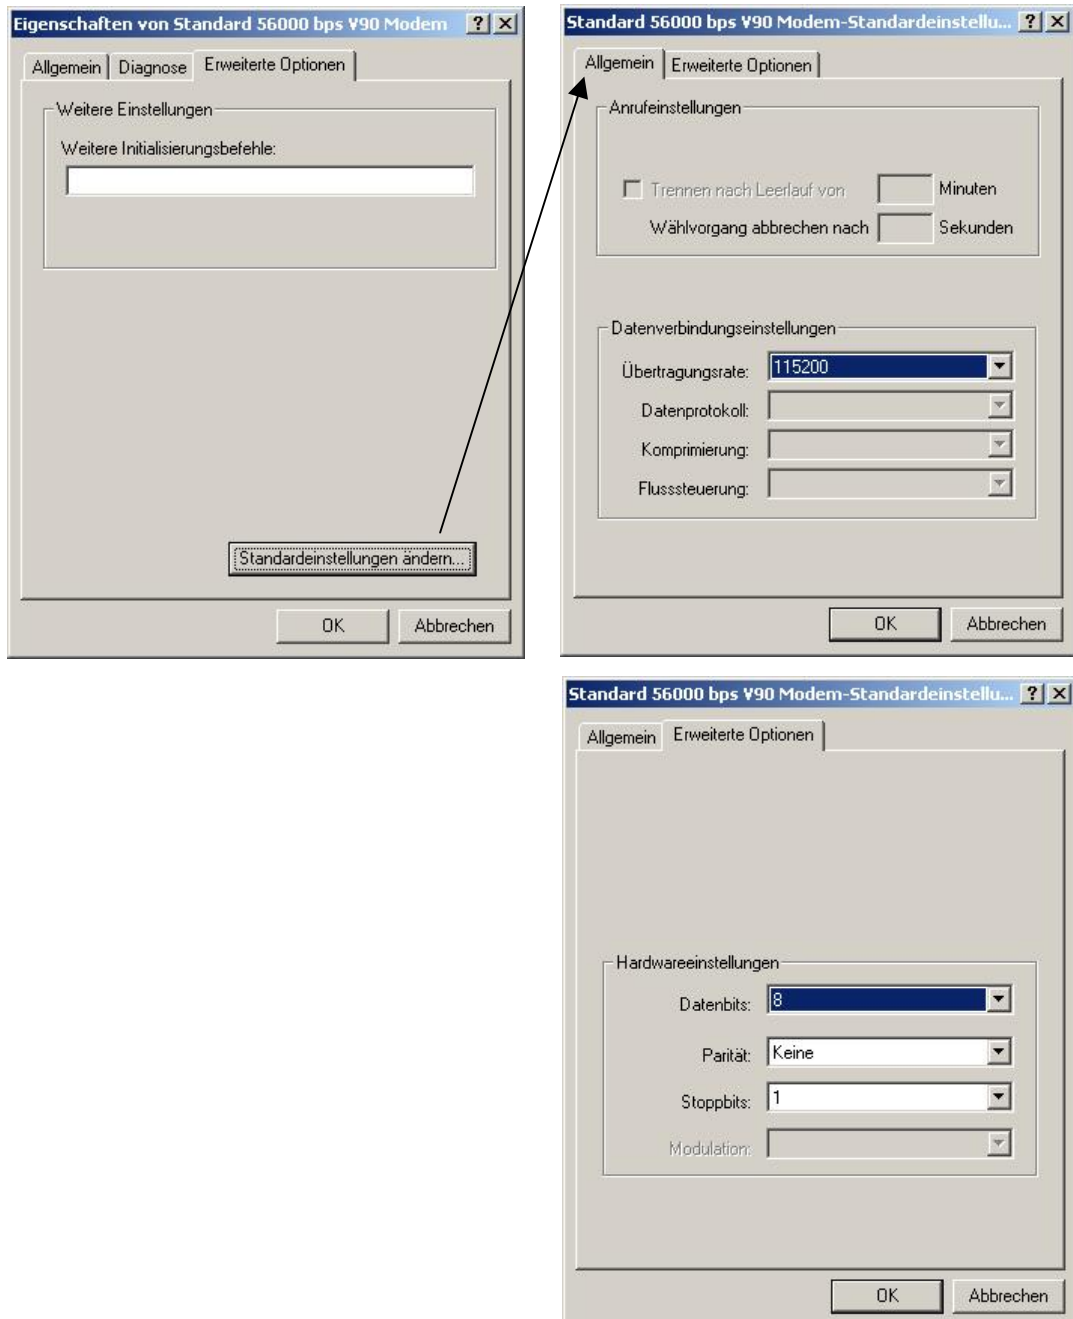 Eigenschaften von Standard 56000 bps V90 Modem
Allgemein
Diagnose
Erweiterte Optionen
Weitere Einstellungen
Weitere Initialisierungsbefehle:
Standardeinstellungen ändern...
OK
Abbrechen
Standard 56000 bps V90 Modem-Standardeinstellu...
Allgemein
Erweiterte Optionen
Anrufeinstellungen
Trennen nach Leerlauf von Minuten
Wählvorgang abbrechen nach Sekunden
Datenverbindungseinstellungen
Übertragungsrate: 115200
Datenprotokoll:
Komprimierung:
Flusssteuerung:
OK
Abbrechen
Standard 56000 bps V90 Modem-Standardeinstellu...
Allgemein
Erweiterte Optionen
Hardwareeinstellungen
Datenbits: 8
Parität: Keine
Stoppbits: 1
Modulation:
OK
Abbrechen